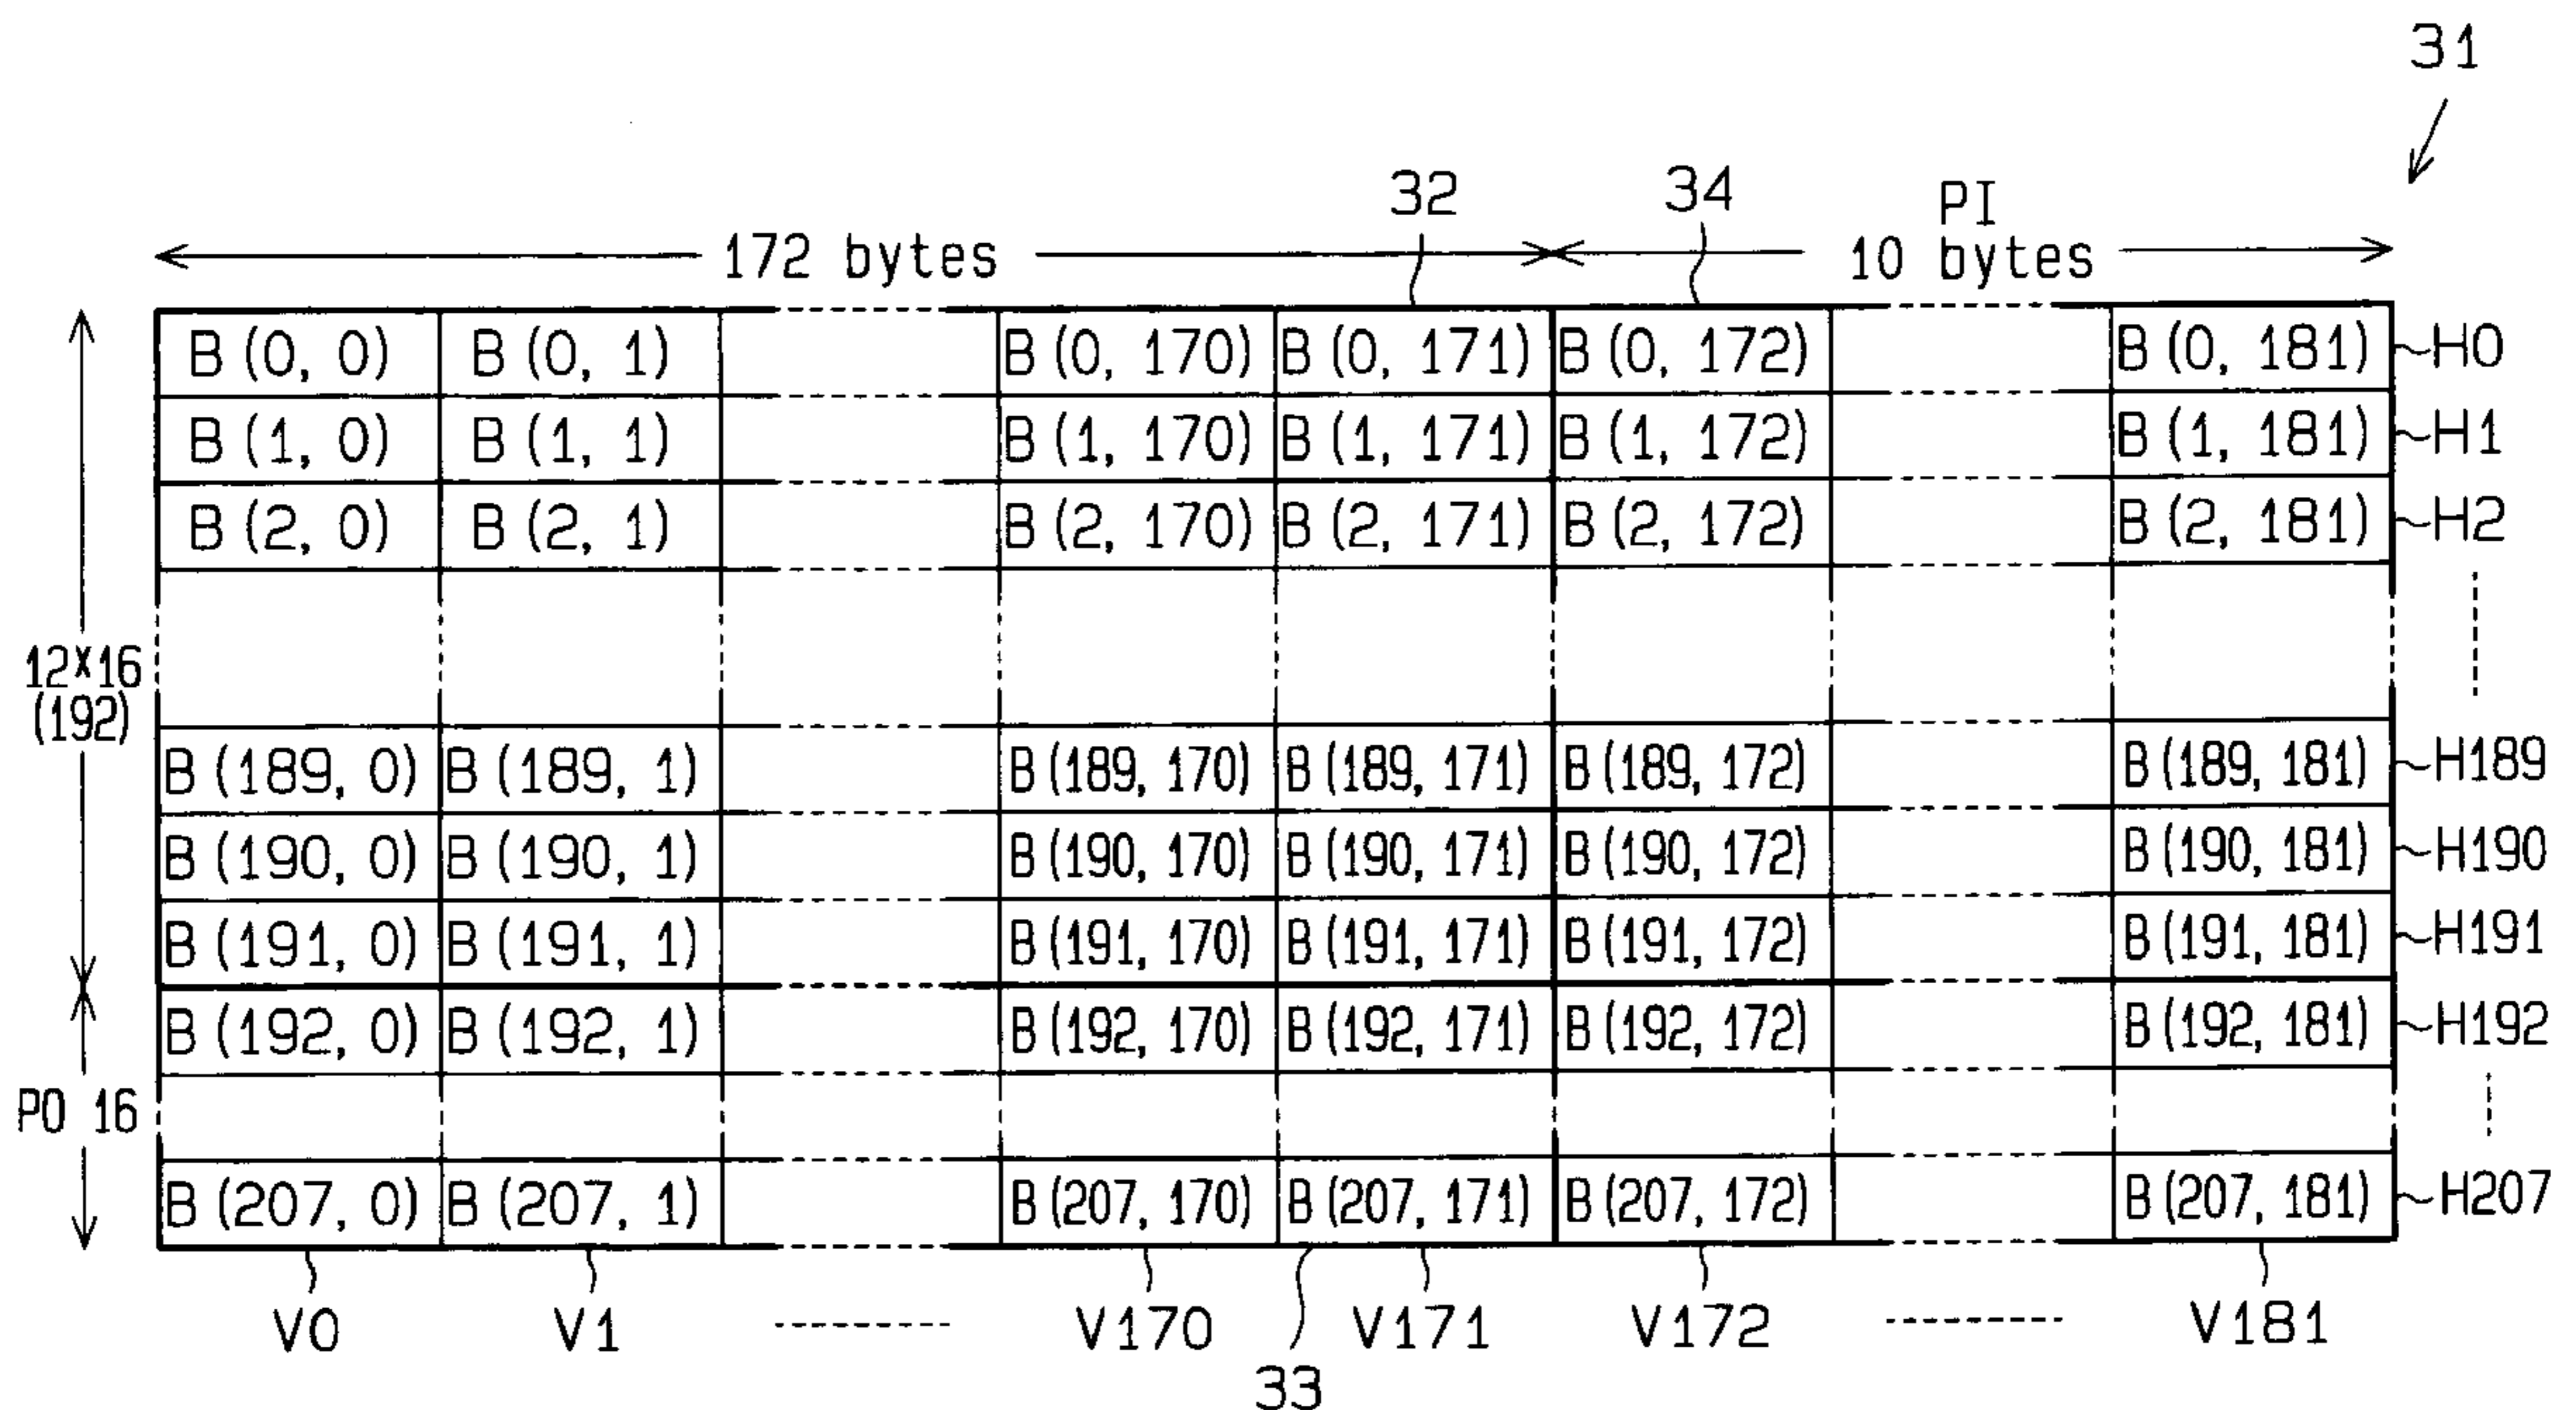 31
32 34 PI
172 bytes 10 bytes
B (0, 0) B (0, 1) B (0, 170) B (0, 171) B (0, 172) B (0, 181) H0
B (1, 0) B (1, 1) B (1, 170) B (1, 171) B (1, 172) B (1, 181) H1
B (2, 0) B (2, 1) B (2, 170) B (2, 171) B (2, 172) B (2, 181) H2
12×16
(192)
B (189, 0) B (189, 1) B (189, 170) B (189, 171) B (189, 172) B (189, 181) H189
B (190, 0) B (190, 1) B (190, 170) B (190, 171) B (190, 172) B (190, 181) H190
B (191, 0) B (191, 1) B (191, 170) B (191, 171) B (191, 172) B (191, 181) H191
B (192, 0) B (192, 1) B (192, 170) B (192, 171) B (192, 172) B (192, 181) H192
PO 16
B (207, 0) B (207, 1) B (207, 170) B (207, 171) B (207, 172) B (207, 181) H207
V0 V1 V170 V171 V172 V181
33